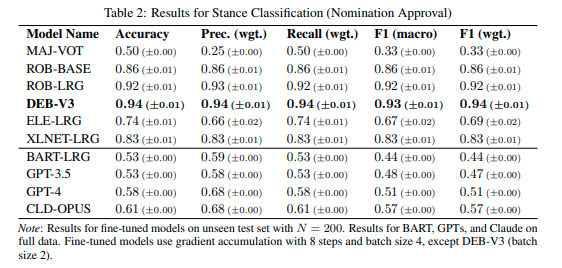 Table 2: Results for Stance Classification (Nomination Approval)
Model Name Accuracy Prec. (wgt.) Recall (wgt.) F1 (macro) F1 (wgt.)
MAJ-VOT 0.50 (±0.00) 0.25 (±0.00) 0.50 (±0.00) 0.33 (±0.00) 0.33 (±0.00)
ROB-BASE 0.86 (±0.01) 0.86 (±0.01) 0.86 (±0.01) 0.86 (±0.01) 0.86 (±0.01)
ROB-LRG 0.92 (±0.01) 0.93 (±0.01) 0.92 (±0.01) 0.92 (±0.01) 0.92 (±0.01)
DEB-V3 0.94 (±0.01) 0.94 (±0.01) 0.94 (±0.01) 0.93 (±0.01) 0.94 (±0.01)
ELE-LRG 0.74 (±0.01) 0.66 (±0.02) 0.74 (±0.01) 0.67 (±0.02) 0.69 (±0.02)
XLNET-LRG 0.83 (±0.01) 0.83 (±0.01) 0.83 (±0.01) 0.83 (±0.01) 0.83 (±0.01)
BART-LRG 0.53 (±0.00) 0.59 (±0.00) 0.53 (±0.00) 0.44 (±0.00) 0.44 (±0.00)
GPT-3.5 0.53 (±0.00) 0.58 (±0.00) 0.53 (±0.00) 0.48 (±0.00) 0.47 (±0.00)
GPT-4 0.58 (±0.00) 0.68 (±0.00) 0.58 (±0.00) 0.51 (±0.00) 0.51 (±0.00)
CLD-OPUS 0.61 (±0.00) 0.68 (±0.00) 0.61 (±0.00) 0.57 (±0.00) 0.57 (±0.00)
Note: Results for fine-tuned models on unseen test set with N = 200. Results for BART, GPTs, and Claude on
full data. Fine-tuned models use gradient accumulation with 8 steps and batch size 4, except DEB-V3 (batch
size 2).